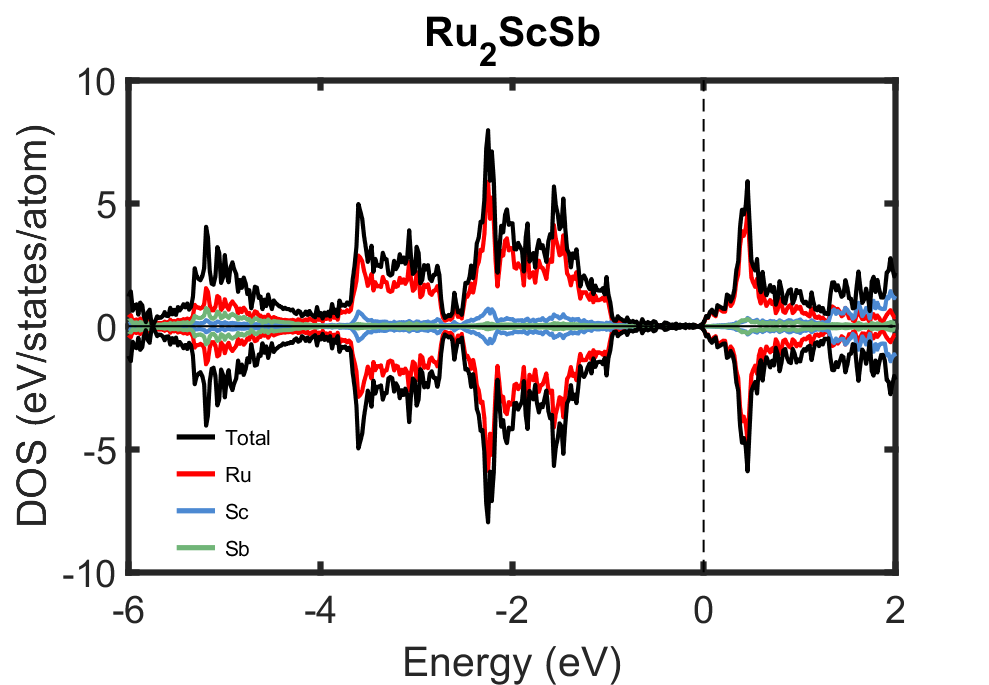 Ru2ScSb
10
5
0
-5
-10
DOS (eV/states/atom)
Total
Ru
Sc
Sb
-6 -4 -2 0 2
Energy (eV)